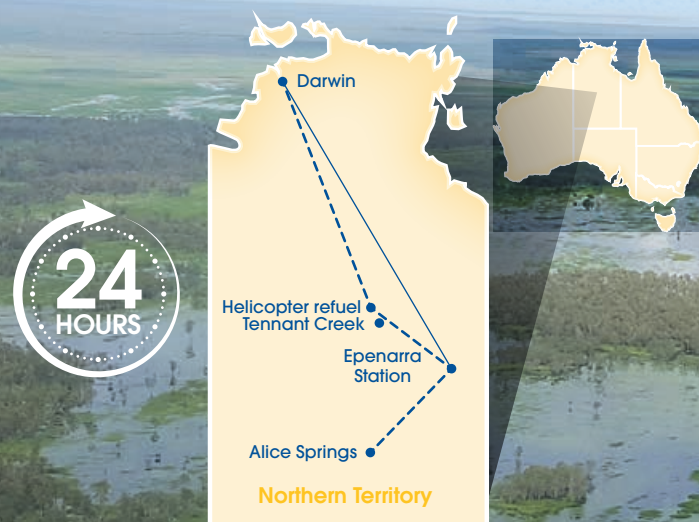 Darwin
24
HOURS
Helicopter refuel
Tennant Creek
Epenarra
Station
Alice Springs
Northern Territory